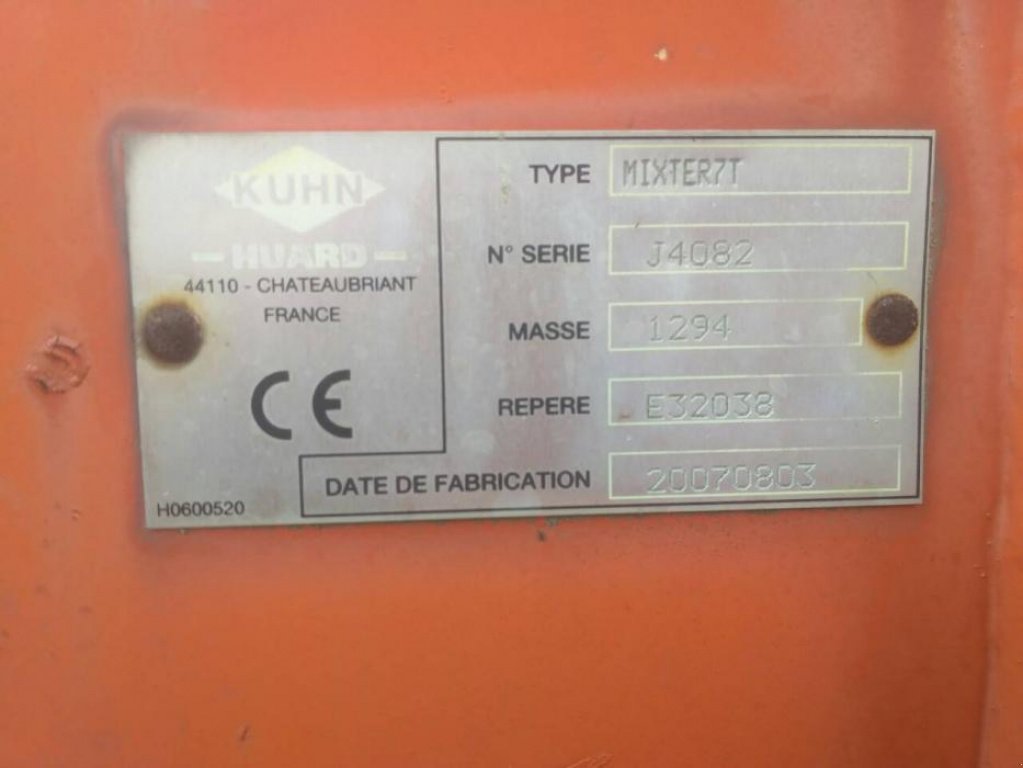 KUHN
HUARD
44110 - CHATEAUBRIANT
FRANCE
CE
H0600520
TYPE MIXTER7T
N° SERIE J4082
MASSE 1294
REPERE E32038
DATE DE FABRICATION 20070803